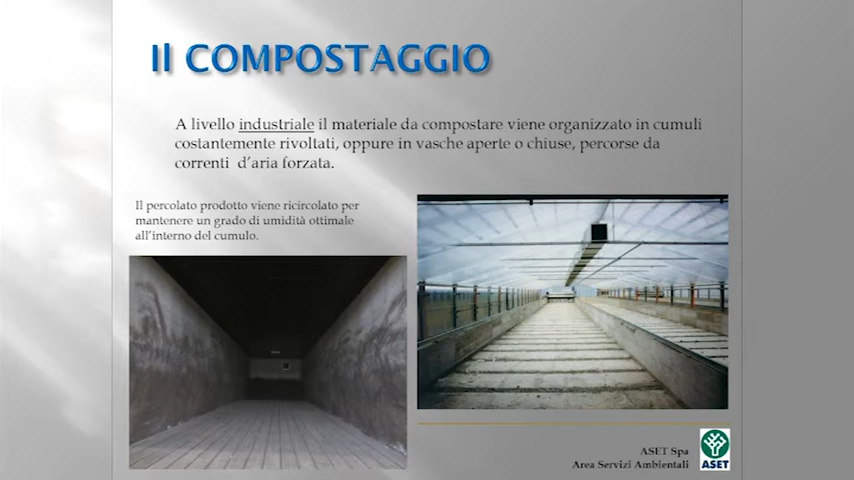 Il COMPOSTAGGIO
A livello industriale il materiale da compostare viene organizzato in cumuli
costantemente rivoltati, oppure in vasche aperte o chiuse, percorse da
correnti d'aria forzata.
Il percolato prodotto viene ricircolato per
mantenere un grado di umidità ottimale
all'interno del cumulo.
ASET Spa
Area Servizi Ambientali
ASET